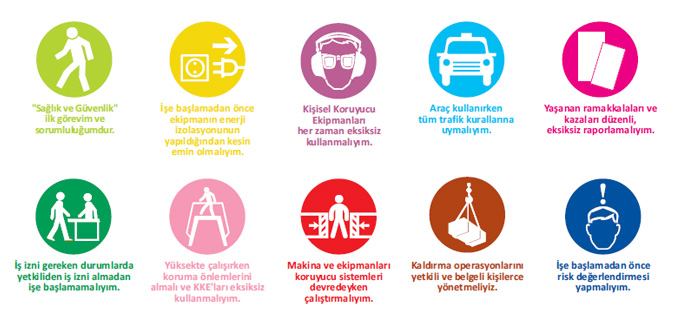 "Sağlık ve Güvenlik"
ilk görevim ve
sorumluluğumdur.
İşe başlamadan önce
ekipmanın enerji
izolasyonunun
yapıldığından kesin
emin olmalıyım.
Kişisel Koruyucu
Ekipmanları
her zaman eksiksiz
kullanmalıyım.
Araç kullanırken
tüm trafik kurallarına
uymalıyım.
Yaşanan ramakkalaları ve
kazaları düzenli,
eksiksiz raporlamalıyım.
İş izni gereken durumlarda
yetkiliden iş izni almadan
işe başlamamalıyım.
Yüksekte çalışırken
koruma önlemlerini
almalı ve KKE'ları eksiksiz
kullanmalıyım.
Makina ve ekipmanları
koruyucu sistemleri
devredeyken
çalıştırmalıyım.
Kaldırma operasyonlarını
yetkili ve belgeli kişilerce
yönetmeliyiz.
İşe başlamadan önce
risk değerlendirmesi
yapmalıyım.